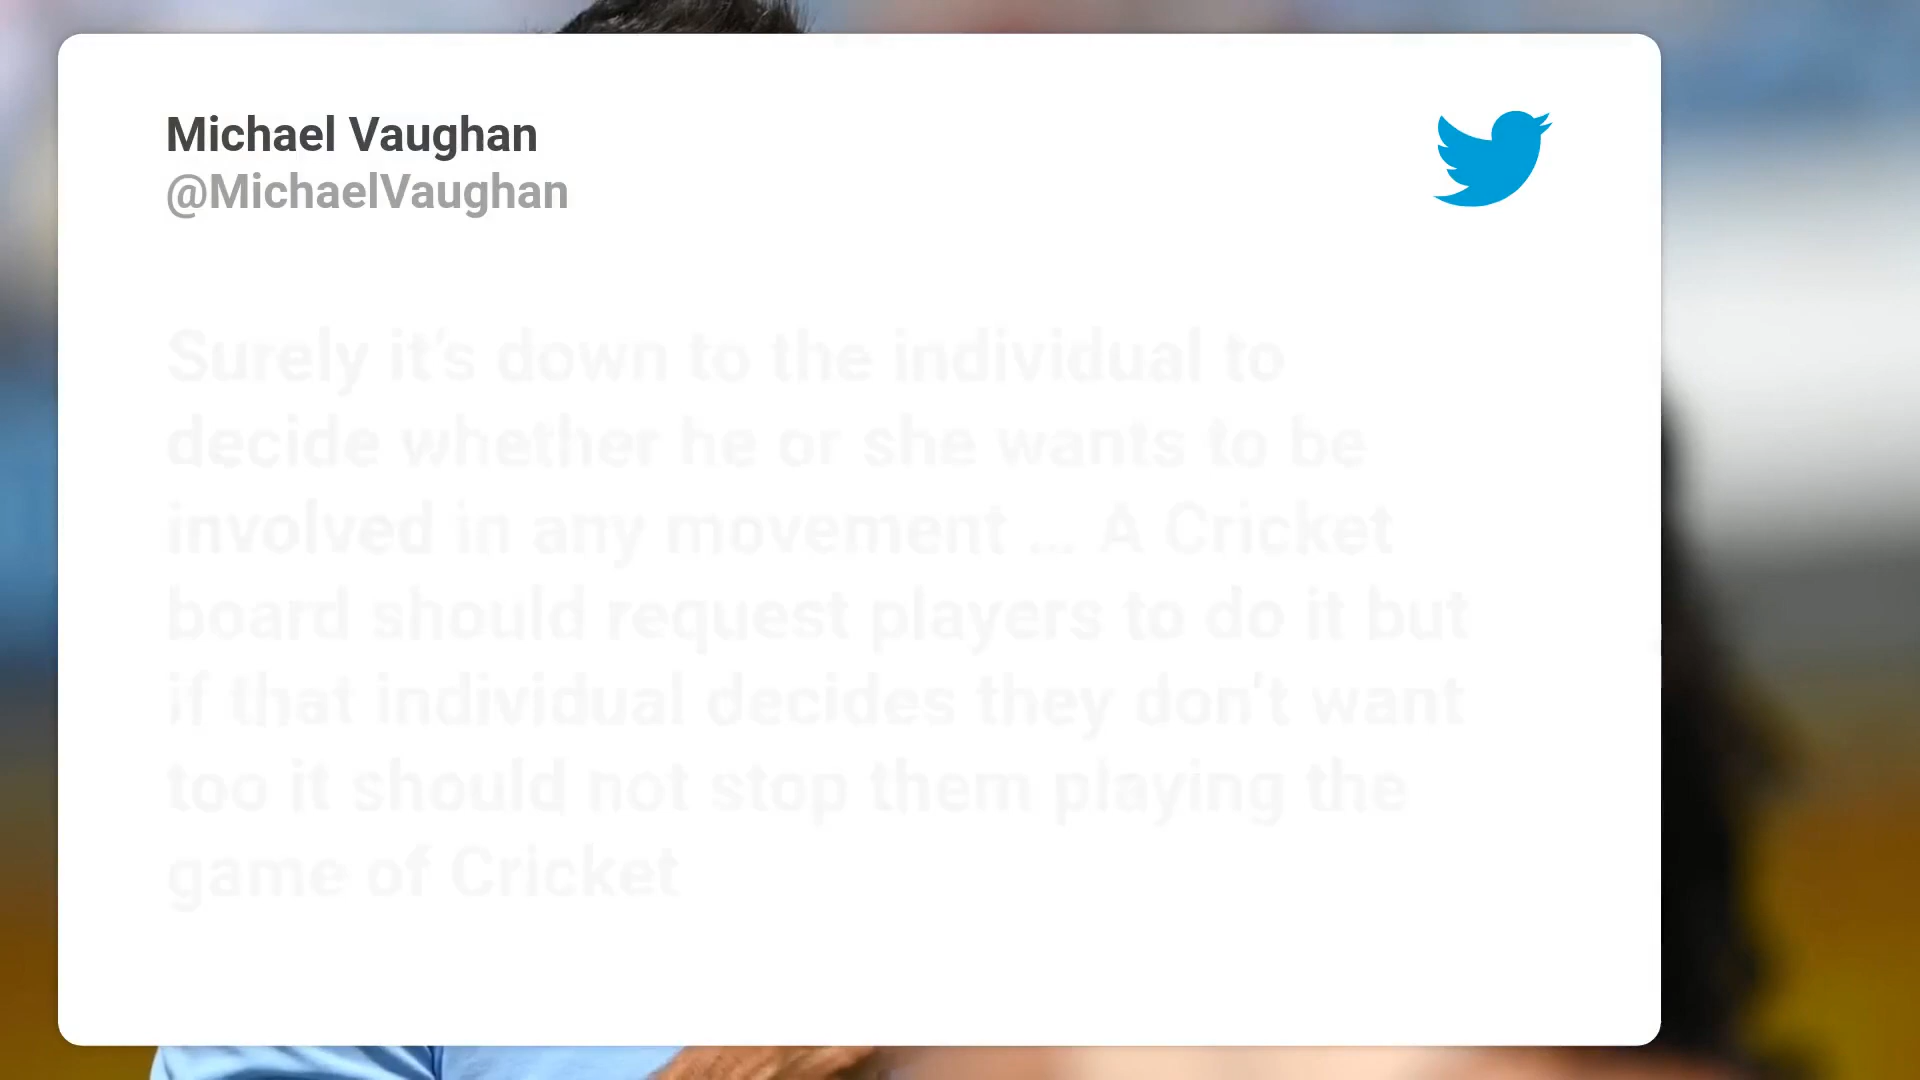 Michael Vaughan
@MichaelVaughan
Surely it's down to the individual to
decide whether he or she wants to be
involved in any movement ... A Cricket
board should request players to do it but
if that individual decides they don't want
too it should not stop them playing the
game of Cricket